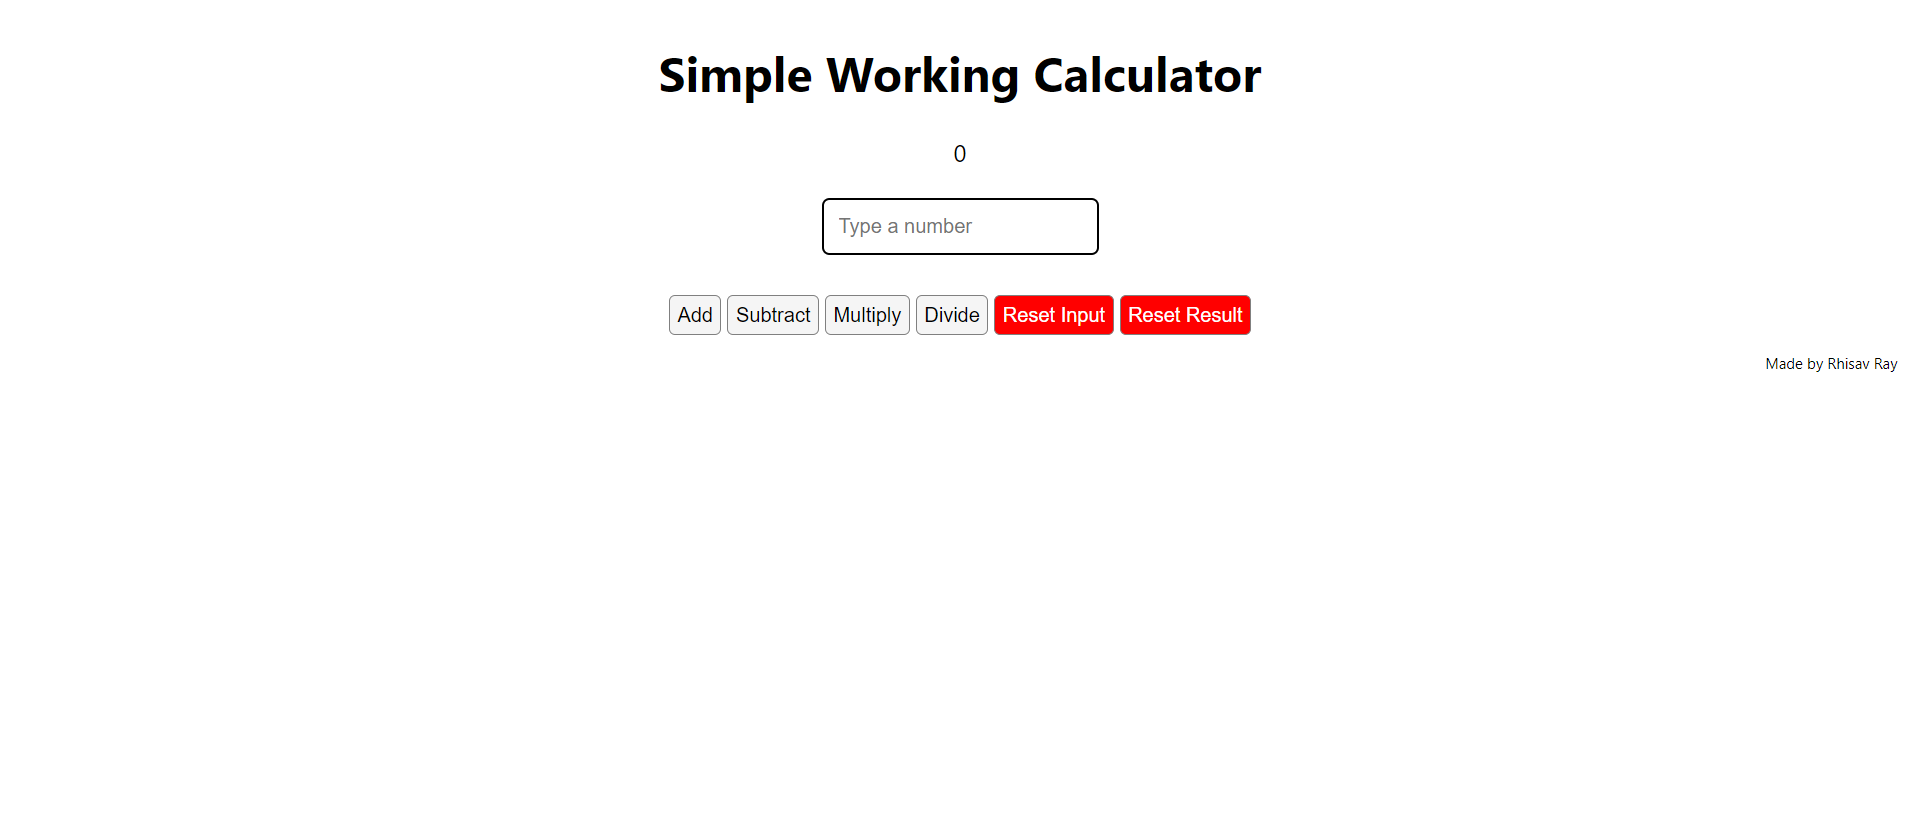 Simple Working Calculator
0
Type a number
Add Subtract Multiply Divide Reset Input Reset Result
Made by Rhisav Ray